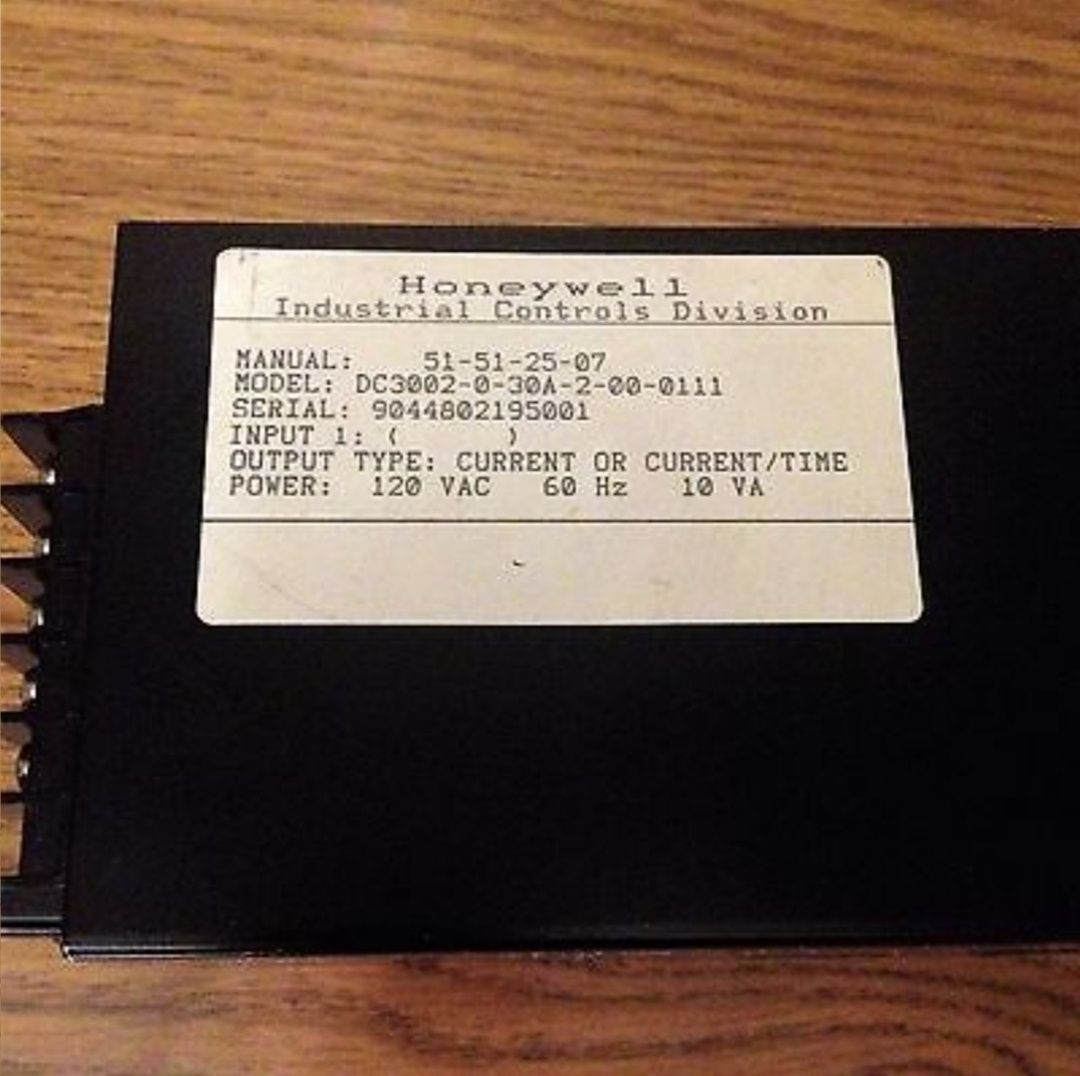 Honeywell
Industrial Controls Division
MANUAL: 51-51-25-07
MODEL: DC3002-0-30A-2-00-0111
SERIAL: 9044802195001
INPUT 1: ( )
OUTPUT TYPE: CURRENT OR CURRENT/TIME
POWER: 120 VAC 60 Hz 10 VA